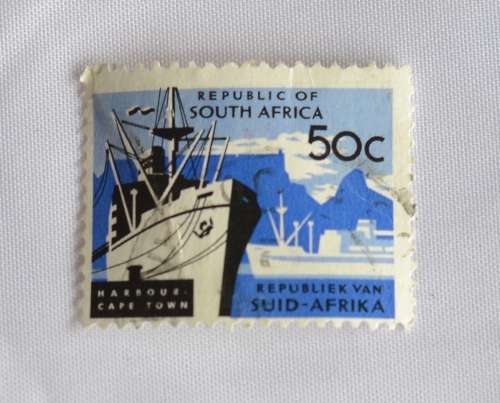 REPUBLIC OF
SOUTH AFRICA
50c
HARBOUR.
CAPE TOWN
REPUBLIEK VAN
SUID-AFRIKA